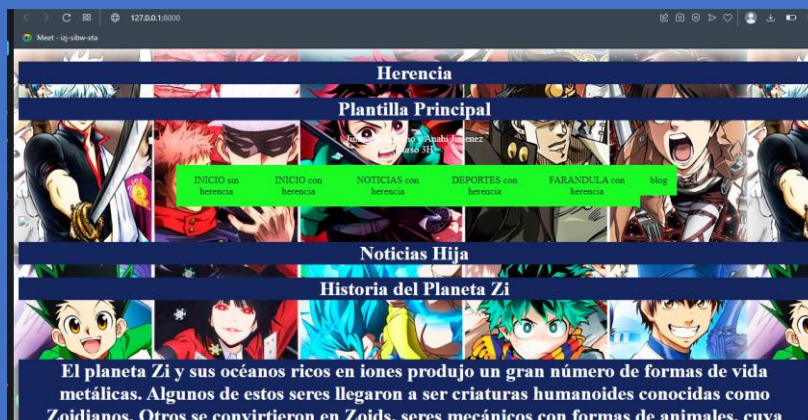 127.0.0.1:8000
Meet - izj-sibw-xta
Herencia
Plantilla Principal
Anahi Jimenez
Curso 3H
INICIO sin herencia
INICIO con herencia
NOTICIAS con herencia
DEPORTES con herencia
FARANDULA con herencia
blog
Noticias Hija
Historia del Planeta Zi
El planeta Zi y sus océanos ricos en iones produjo un gran número de formas de vida
metálicas. Algunos de estos seres llegaron a ser criaturas humanoides conocidas como
Zoidianos. Otros se convirtieron en Zoids, seres mecánicos con formas de animales, cuya